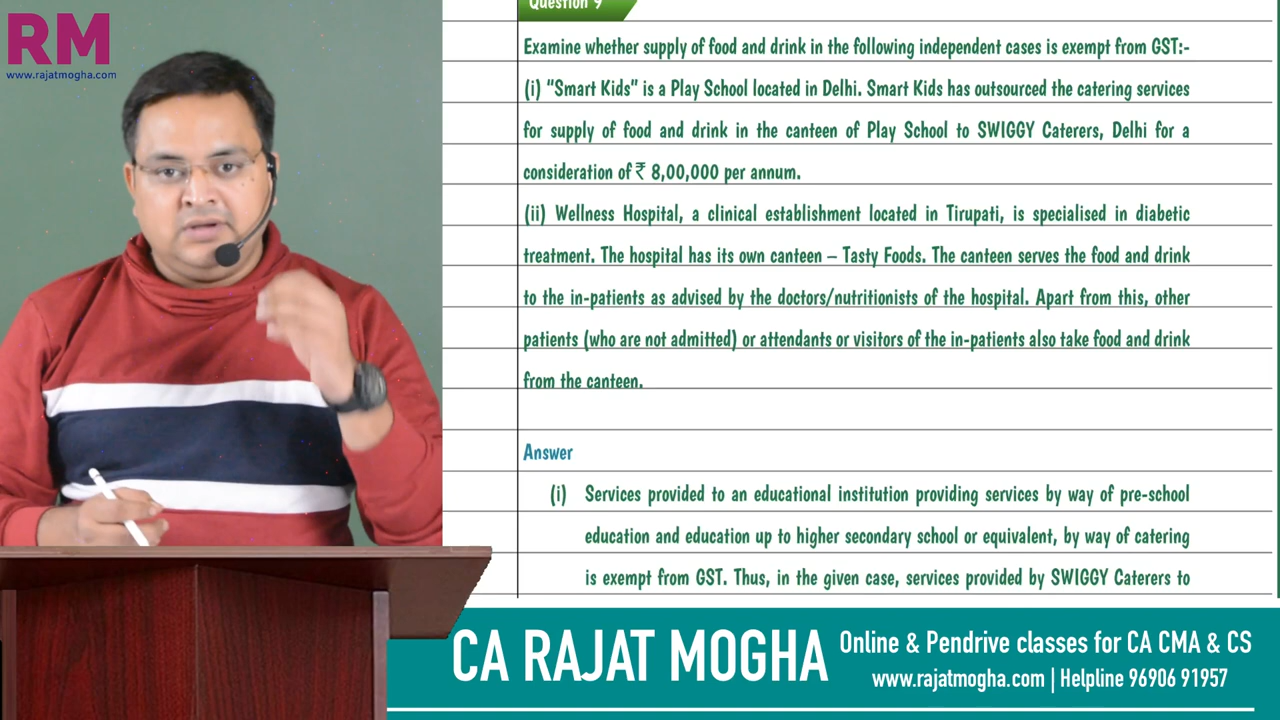 RM
www.rajatmogha.com
Question 9
Examine whether supply of food and drink in the following independent cases is exempt from GST:-
(i) "Smart Kids" is a Play School located in Delhi. Smart Kids has outsourced the catering services
for supply of food and drink in the canteen of Play School to SWIGGY Caterers, Delhi for a
consideration of ₹ 8,00,000 per annum.
(ii) Wellness Hospital, a clinical establishment located in Tirupati, is specialised in diabetic
treatment. The hospital has its own canteen – Tasty Foods. The canteen serves the food and drink
to the in-patients as advised by the doctors/nutritionists of the hospital. Apart from this, other
patients (who are not admitted) or attendants or visitors of the in-patients also take food and drink
from the canteen.
Answer
(i) Services provided to an educational institution providing services by way of pre-school
education and education up to higher secondary school or equivalent, by way of catering
is exempt from GST. Thus, in the given case, services provided by SWIGGY Caterers to
CA RAJAT MOGHA
Online & Pendrive classes for CA CMA & CS
www.rajatmogha.com | Helpline 96906 91957